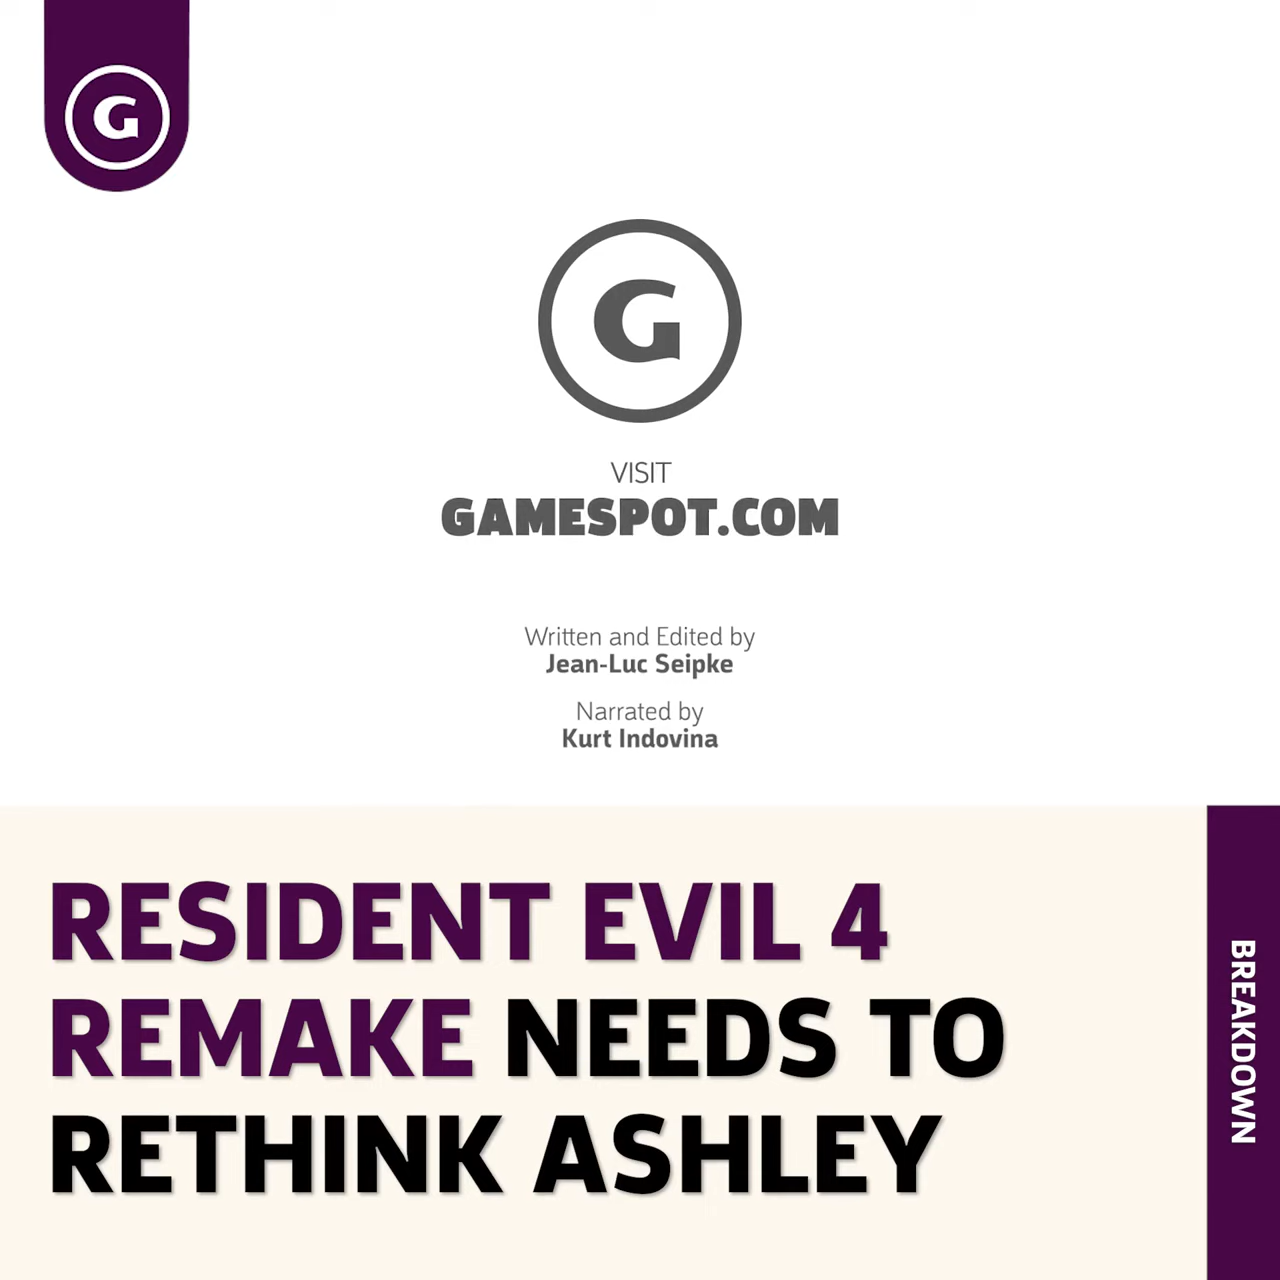 G
G
VISIT
GAMESPOT.COM
Written and Edited by
Jean-Luc Seipke
Narrated by
Kurt Indovina
RESIDENT EVIL 4
REMAKE NEEDS TO
RETHINK ASHLEY
BREAKDOWN